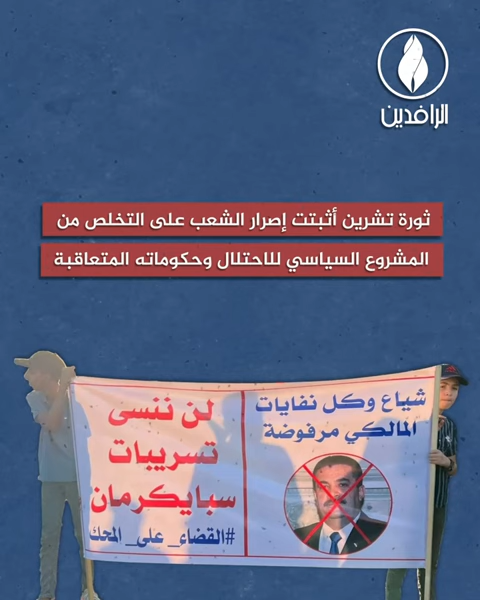 الرافدين
ثورة تشرين أثبتت إصرار الشعب على التخلص من
المشروع السياسي للاحتلال وحكوماته المتعاقبة
شياع وكل نفايات
المالكي مرفوضة
لن ننسى
تسريبات
سبايكرمان
#القضاء_على_المحك